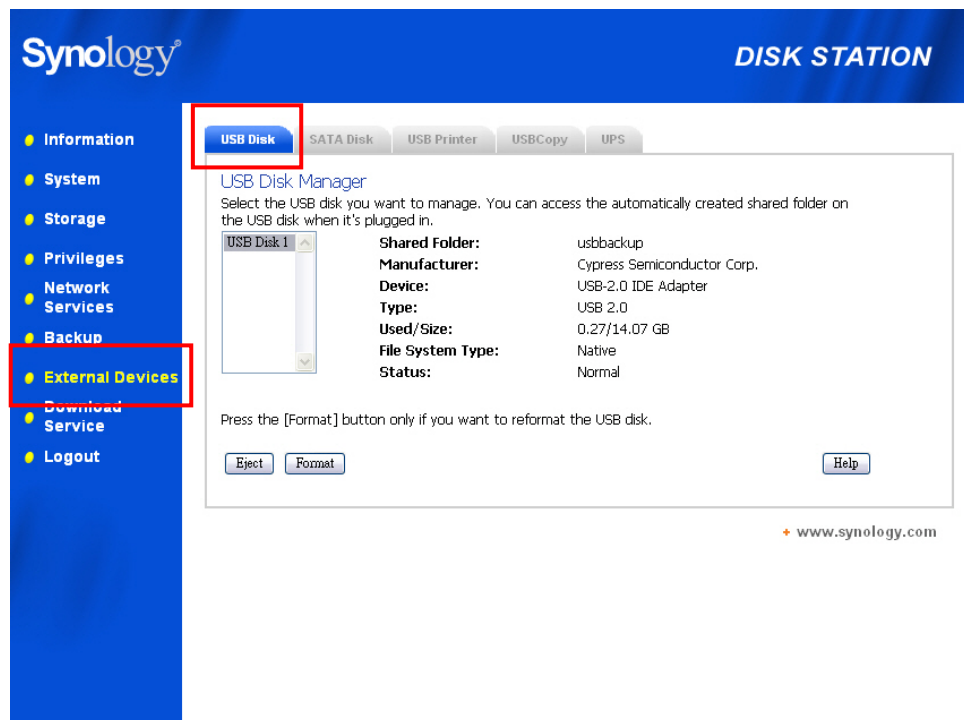 Synology®
DISK STATION
Information
System
Storage
Privileges
Network
Services
Backup
External Devices
Download
Service
Logout
USB Disk
SATA Disk
USB Printer
USBCopy
UPS
USB Disk Manager
Select the USB disk you want to manage. You can access the automatically created shared folder on
the USB disk when it's plugged in.
USB Disk 1
Shared Folder: usbbackup
Manufacturer: Cypress Semiconductor Corp.
Device: USB-2.0 IDE Adapter
Type: USB 2.0
Used/Size: 0.27/14.07 GB
File System Type: Native
Status: Normal
Press the [Format] button only if you want to reformat the USB disk.
Eject
Format
Help
+ www.synology.com